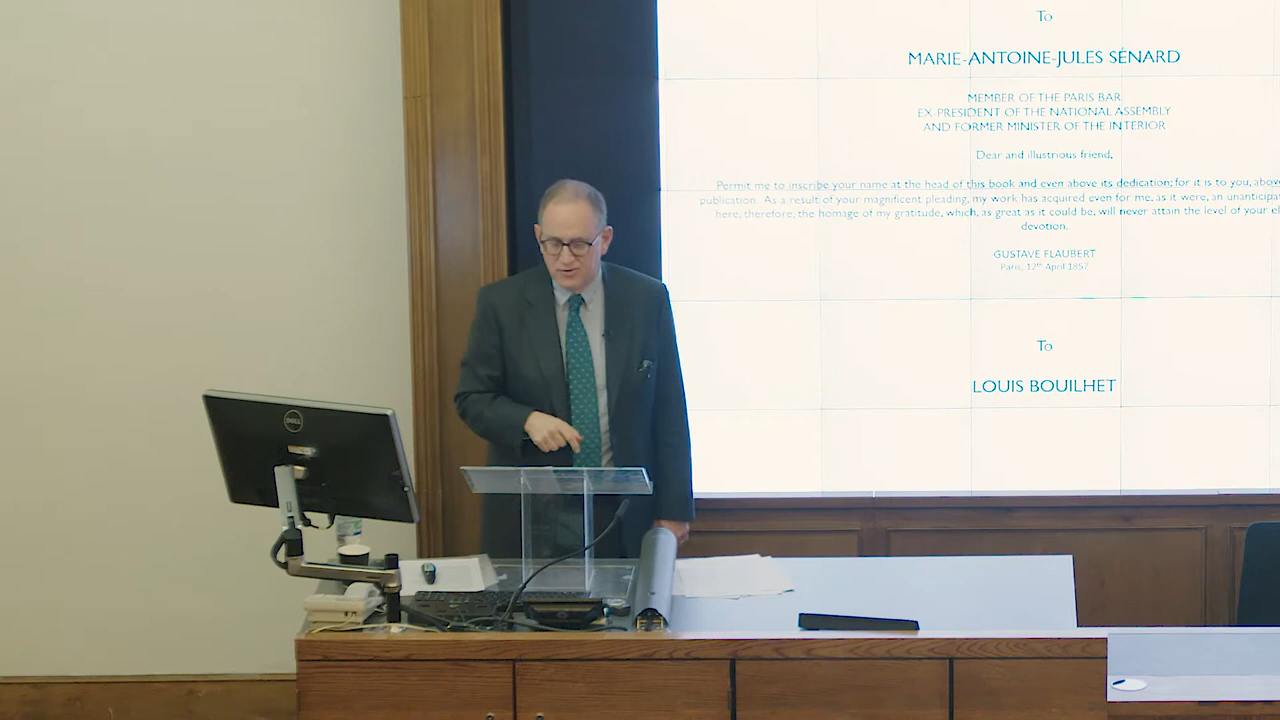 To
MARIE-ANTOINE-JULES SÉNARD
MEMBER OF THE PARIS BAR,
EX-PRESIDENT OF THE NATIONAL ASSEMBLY
AND FORMER MINISTER OF THE INTERIOR
Dear and illustrious friend,
Permit me to inscribe your name at the head of this book and even above its dedication; for it is to you, above
publication. As a result of your magnificent pleading, my work has acquired even for me, as it were, an
here, therefore, the homage of my gratitude, which, as great as it could be, will never attain the level of your
devotion.
GUSTAVE FLAUBERT
Paris, 12th April 1857
To
LOUIS BOUILHET
DELL